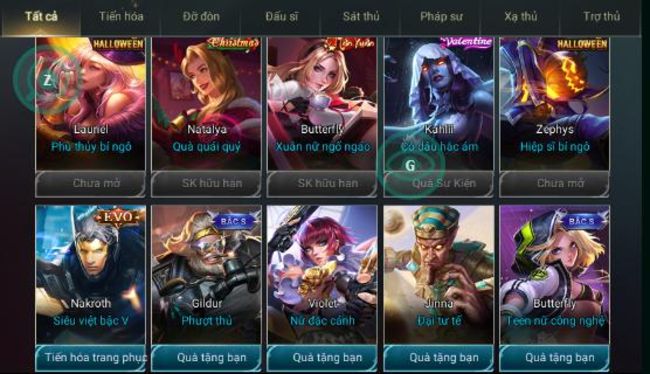 Tất cả
Tiến hóa
Đỡ đòn
Đấu sĩ
Sát thủ
Pháp sư
Xạ thủ
Trợ thủ
HALLOWEEN
Christmas
Tân Xuân
Valentine
HALLOWEEN
Z
G
Lauriel
Natalya
Butterfly
Kahlii
Zephys
Phù thủy bí ngô
Quà quái quỷ
Xuân nữ ngổ ngáo
Cô dâu hắc ám
Hiệp sĩ bí ngô
Chưa mở
SK hữu hạn
SK hữu hạn
Quà Sự Kiện
Chưa mở
EVO
BẬC S
BẬC S
Nakroth
Gildur
Violet
Jinna
Butterfly
Siêu việt bậc V
Phượt thủ
Nữ đặc cảnh
Đại tư tế
Teen nữ công nghệ
Tiến hóa trang phục
Quà tặng bạn
Quà tặng bạn
Quà tặng bạn
Quà tặng bạn